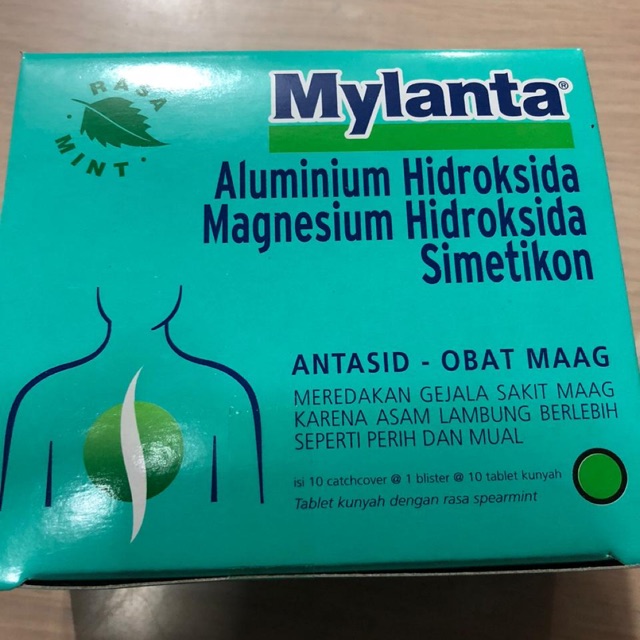 RASA
MINT
Mylanta®
Aluminium Hidroksida
Magnesium Hidroksida
Simetikon
ANTASID - OBAT MAAG
MEREDAKAN GEJALA SAKIT MAAG
KARENA ASAM LAMBUNG BERLEBIH
SEPERTI PERIH DAN MUAL
isi 10 catchcover @ 1 blister @ 10 tablet kunyah
Tablet kunyah dengan rasa spearmint